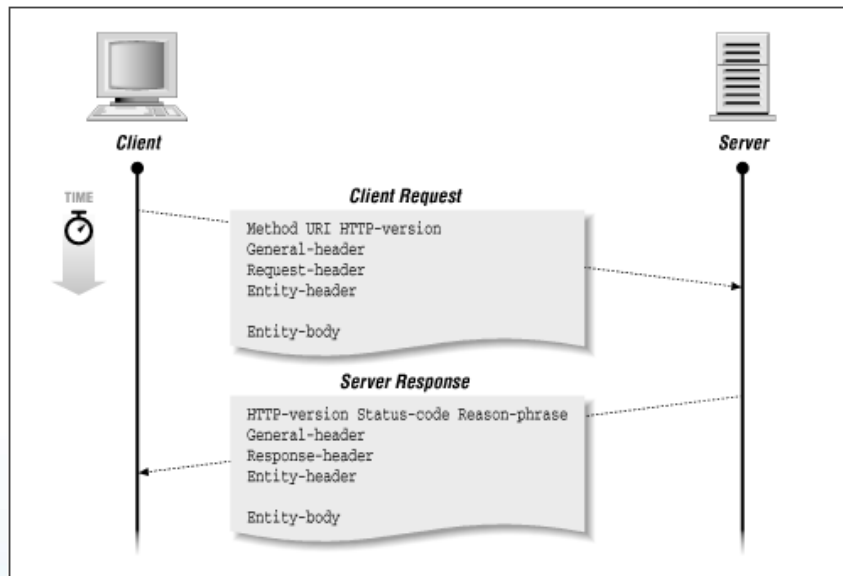 Client
Server
TIME
Client Request
Method URI HTTP-version
General-header
Request-header
Entity-header
Entity-body
Server Response
HTTP-version Status-code Reason-phrase
General-header
Response-header
Entity-header
Entity-body